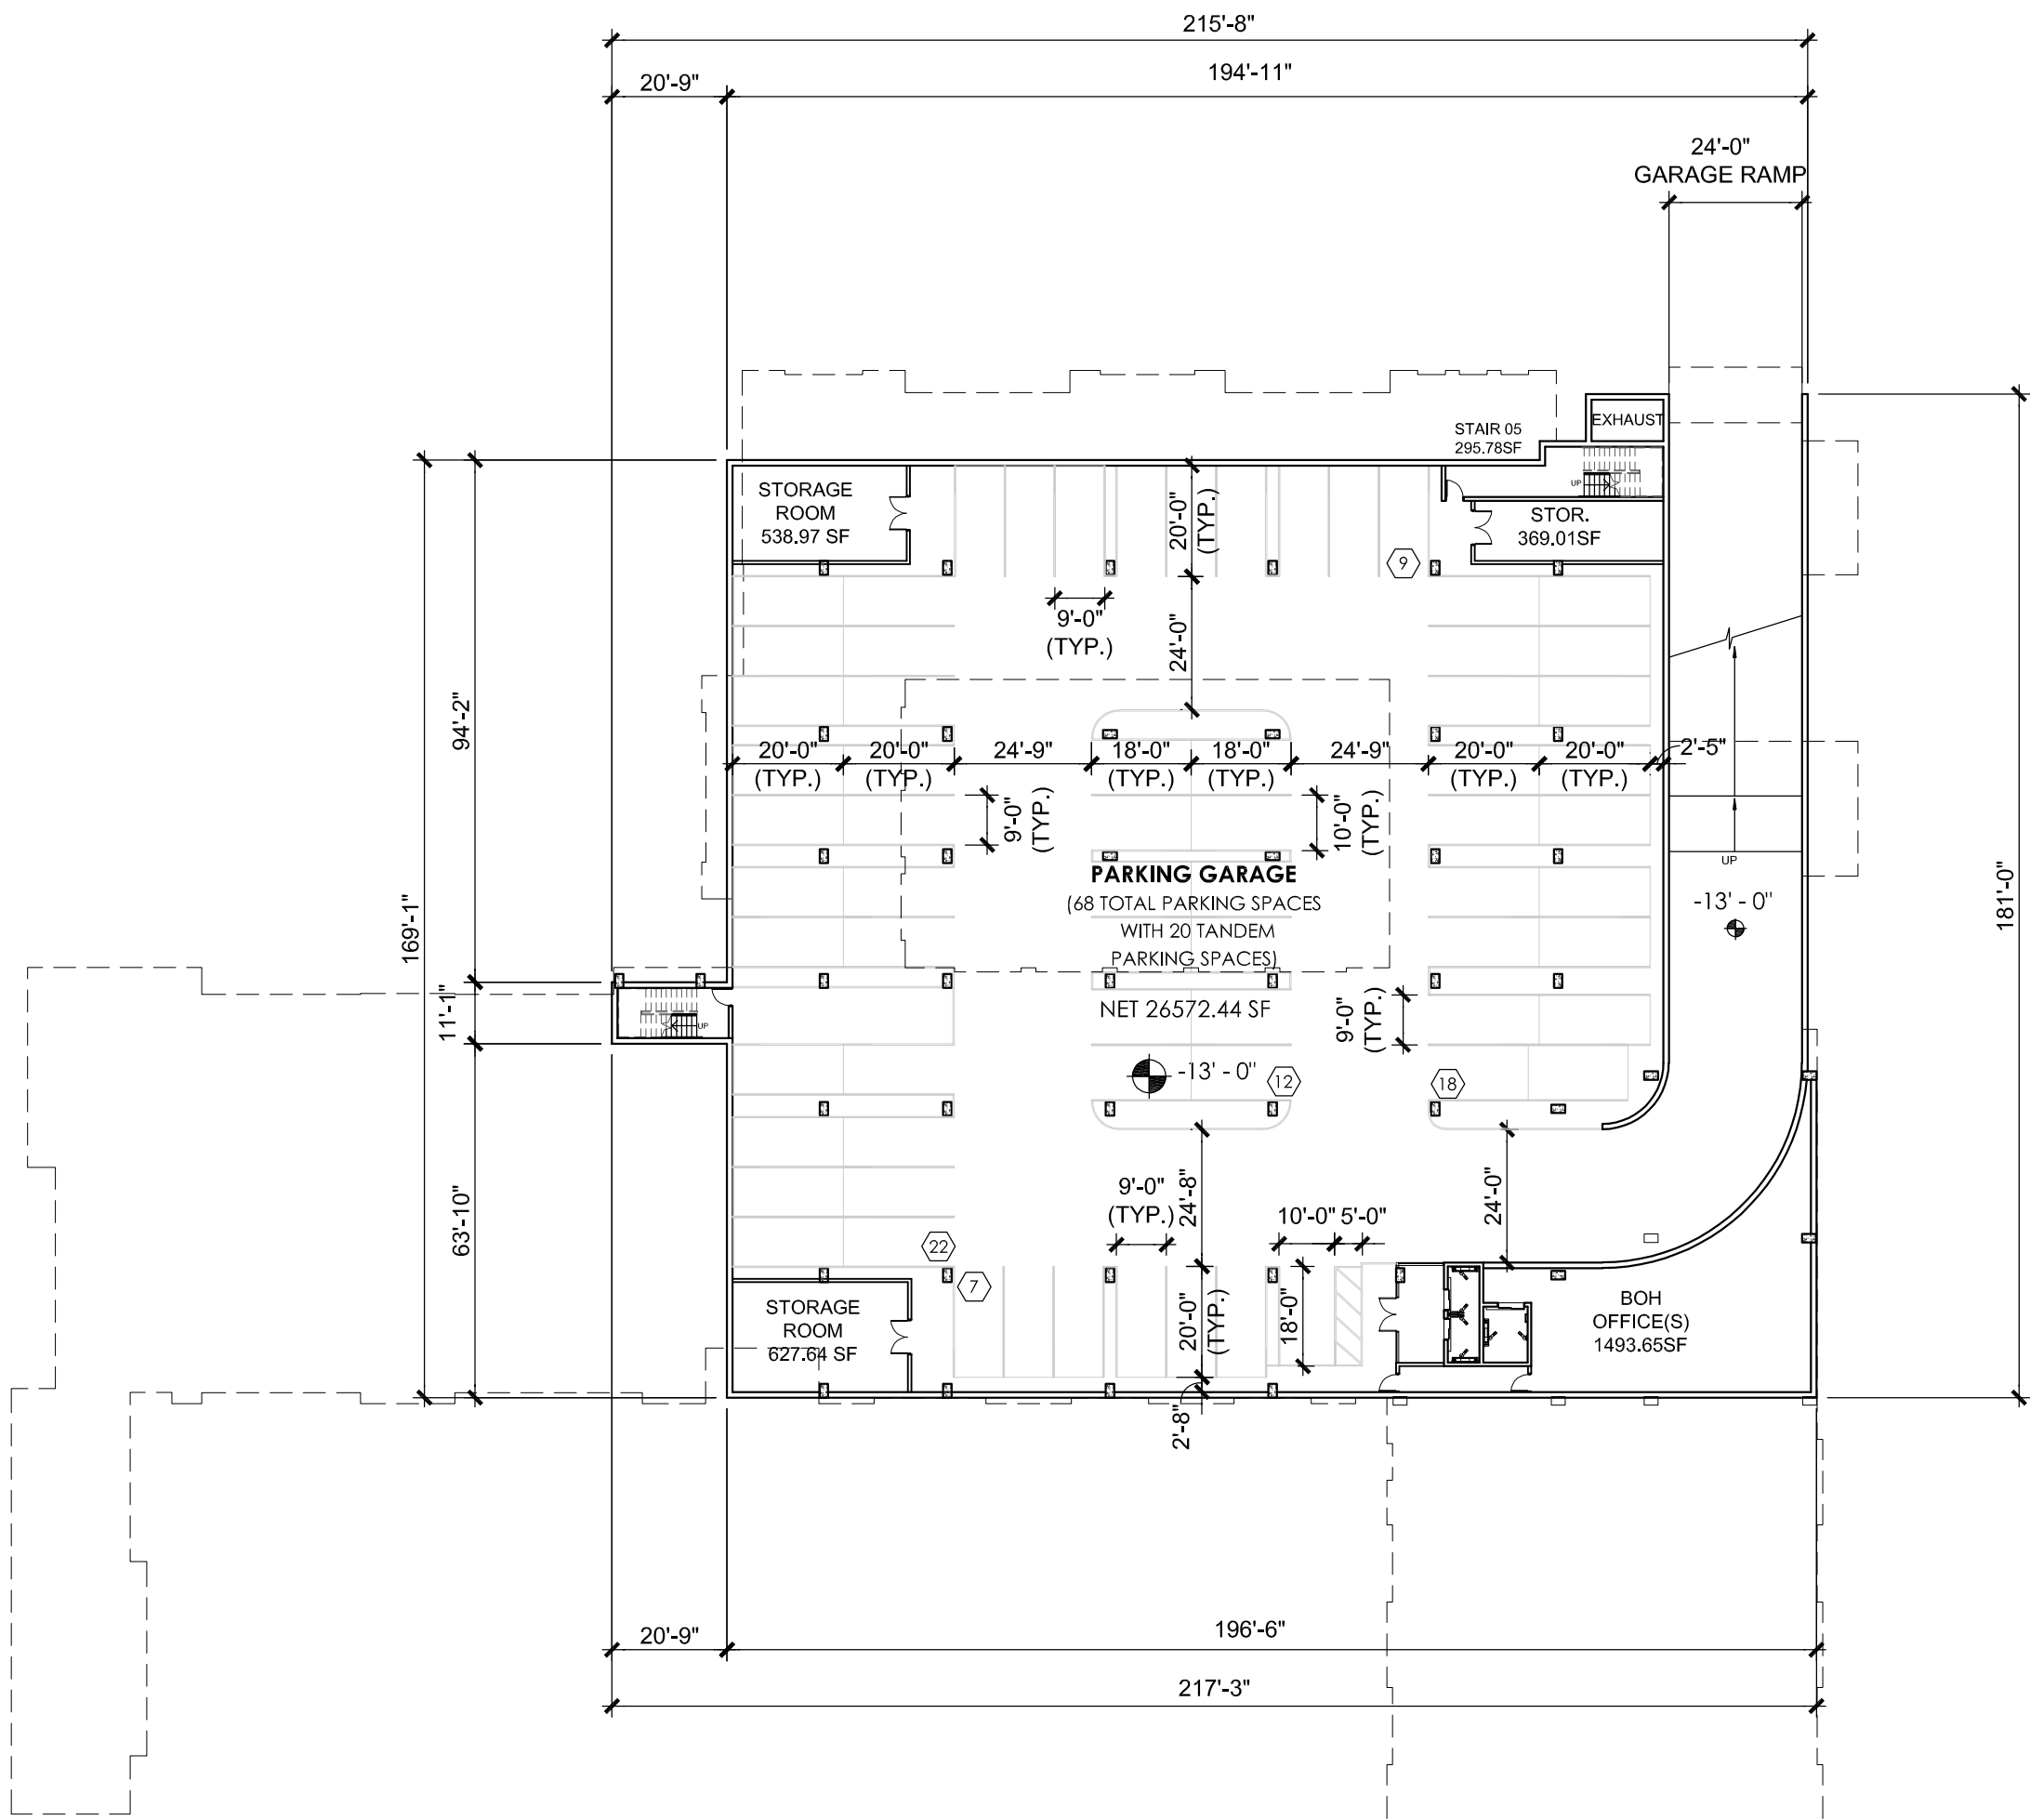 215'-8"
20'-9"
194'-11"
24'-0"
GARAGE RAMP
EXHAUST
STAIR 05
295.78SF
UP
STORAGE
ROOM
538.97 SF
20'-0"
(TYP.)
STOR.
369.01SF
9
9'-0"
(TYP.)
24'-0"
94'-2"
20'-0"
(TYP.)
20'-0"
(TYP.)
24'-9"
18'-0"
(TYP.)
18'-0"
(TYP.)
24'-9"
20'-0"
(TYP.)
20'-0"
(TYP.)
2'-5"
9'-0"
(TYP.)
10'-0"
(TYP.)
UP
PARKING GARAGE
(68 TOTAL PARKING SPACES
WITH 20 TANDEM
PARKING SPACES)
NET 26572.44 SF
-13' - 0"
-13' - 0"
181'-0"
169'-1"
11'-1"
UP
9'-0"
(TYP.)
12
18
63'-10"
9'-0"
(TYP.)
24'-8"
10'-0"
5'-0"
24'-0"
22
7
STORAGE
ROOM
627.64 SF
20'-0"
(TYP.)
18'-0"
BOH
OFFICE(S)
1493.65SF
2'-8"
20'-9"
196'-6"
217'-3"